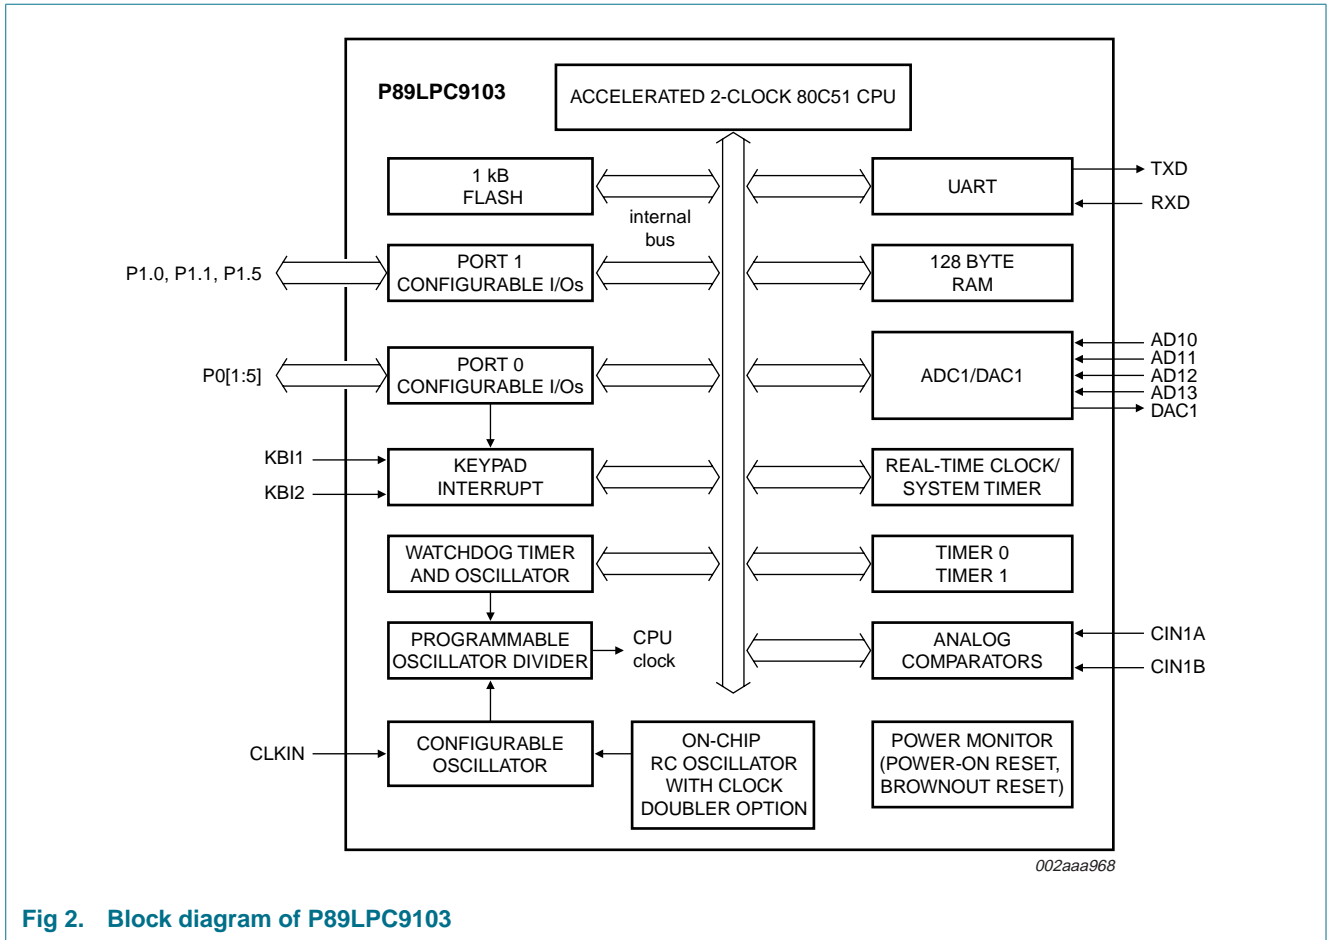 P89LPC9103
ACCELERATED 2-CLOCK 80C51 CPU
1 kB
FLASH
internal
bus
UART
TXD
RXD
P1.0, P1.1, P1.5
PORT 1
CONFIGURABLE I/Os
128 BYTE
RAM
P0[1:5]
PORT 0
CONFIGURABLE I/Os
ADC1/DAC1
AD10
AD11
AD12
AD13
DAC1
KBI1
KBI2
KEYPAD
INTERRUPT
REAL-TIME CLOCK/
SYSTEM TIMER
WATCHDOG TIMER
AND OSCILLATOR
TIMER 0
TIMER 1
PROGRAMMABLE
OSCILLATOR DIVIDER
CPU
clock
ANALOG
COMPARATORS
CIN1A
CIN1B
CLKIN
CONFIGURABLE
OSCILLATOR
ON-CHIP
RC OSCILLATOR
WITH CLOCK
DOUBLER OPTION
POWER MONITOR
(POWER-ON RESET,
BROWNOUT RESET)
002aaa968
Fig 2. Block diagram of P89LPC9103